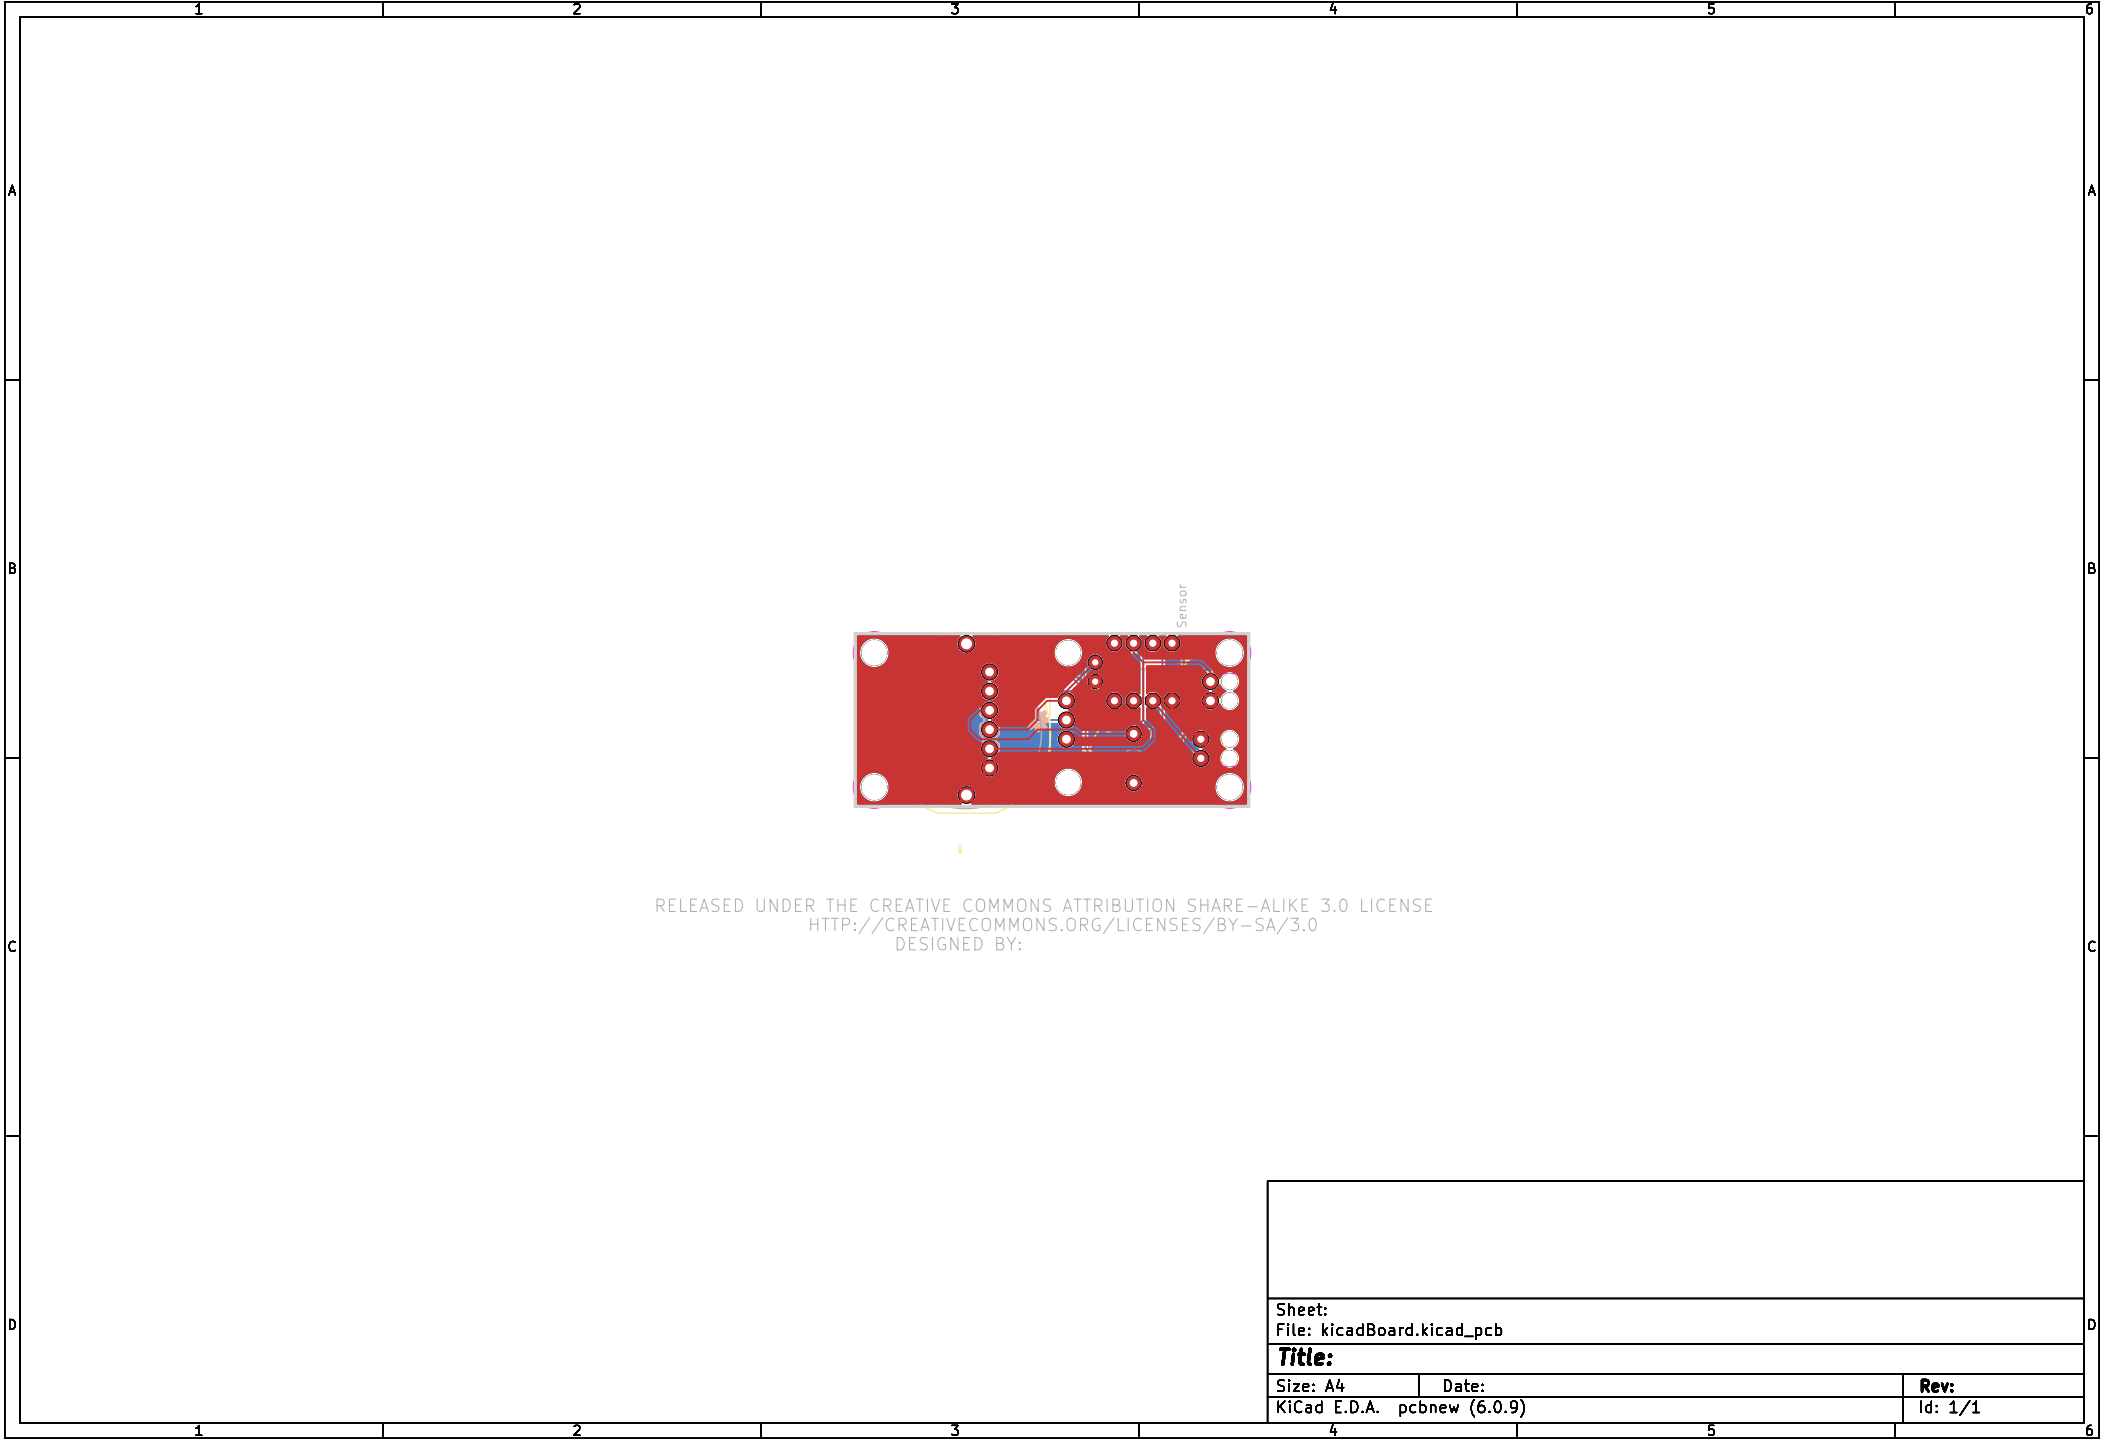 1 2 3 4 5 6
A A
B B
Sensor
RELEASED UNDER THE CREATIVE COMMONS ATTRIBUTION SHARE-ALIKE 3.0 LICENSE
HTTP://CREATIVECOMMONS.ORG/LICENSES/BY-SA/3.0
DESIGNED BY:
C C
Sheet:
File: kicadBoard.kicad_pcb
D D
Title:
Size: A4 Date: Rev:
KiCad E.D.A. pcbnew (6.0.9) Id: 1/1
1 2 3 4 5 6